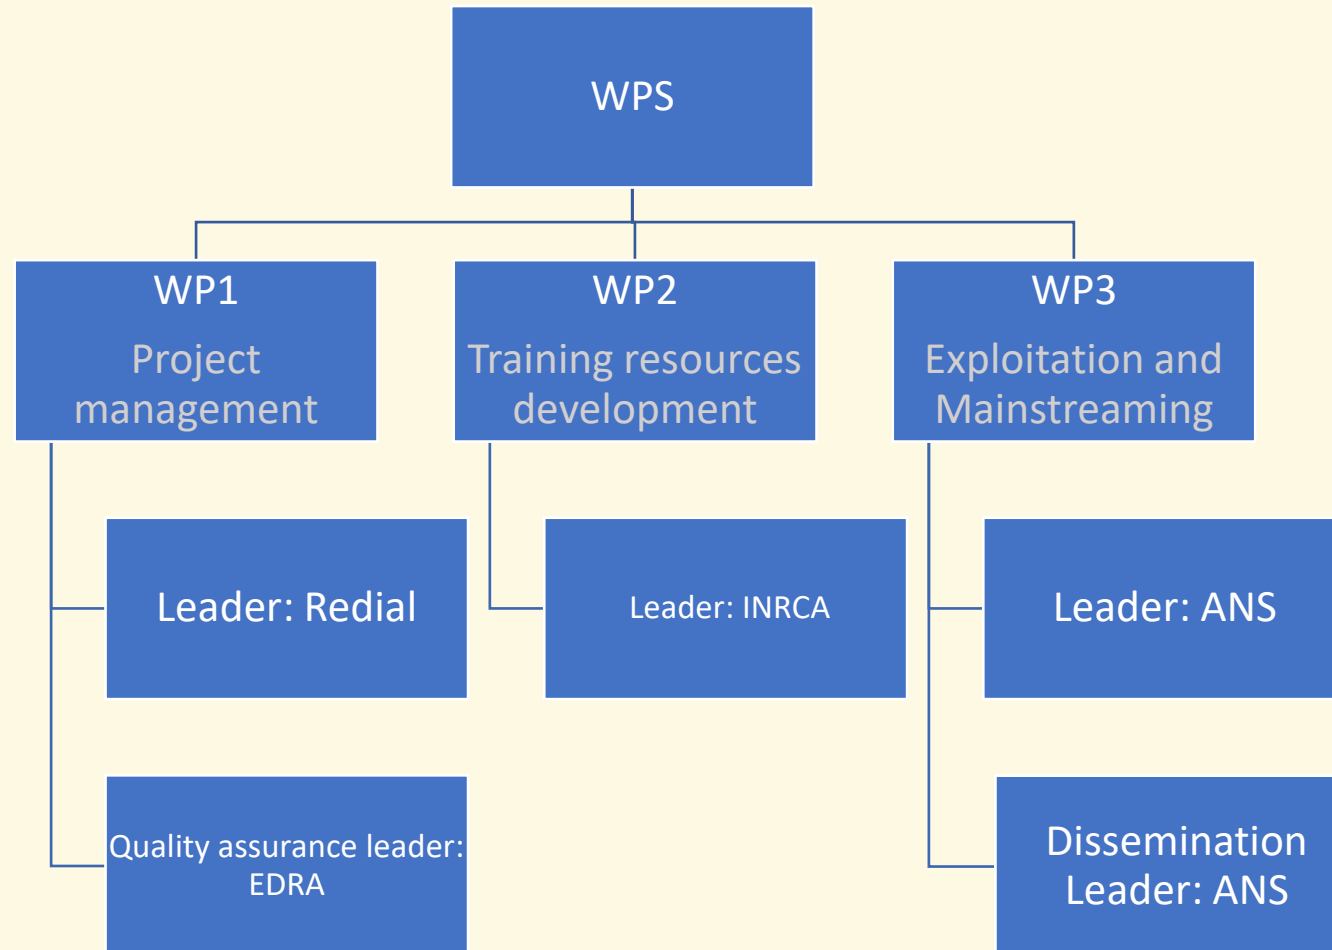 WPS
WP1
Project
management
WP2
Training resources
development
WP3
Exploitation and
Mainstreaming
Leader: Redial
Leader: INRCA
Leader: ANS
Quality assurance leader:
EDRA
Dissemination
Leader: ANS